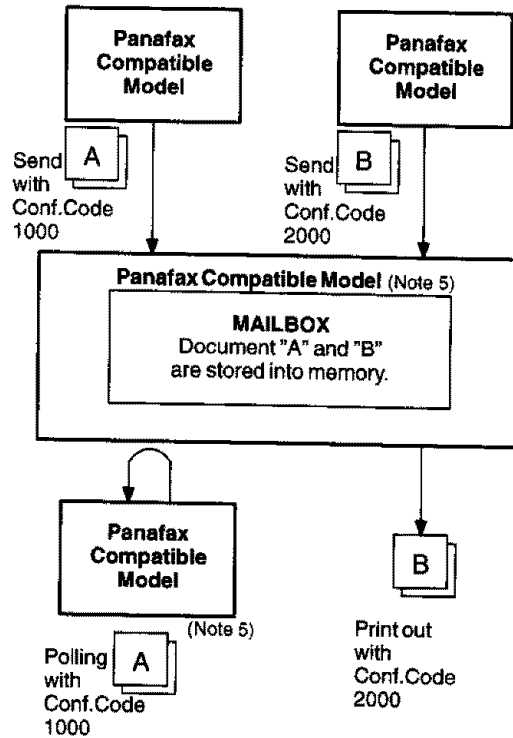 Panafax
Compatible
Model
Panafax
Compatible
Model
A
Send
with
Conf.Code
1000
B
Send
with
Conf.Code
2000
Panafax Compatible Model (Note 5)
MAILBOX
Document "A" and "B"
are stored into memory.
Panafax
Compatible
Model
(Note 5)
A
Polling
with
Conf.Code
1000
B
Print out
with
Conf.Code
2000